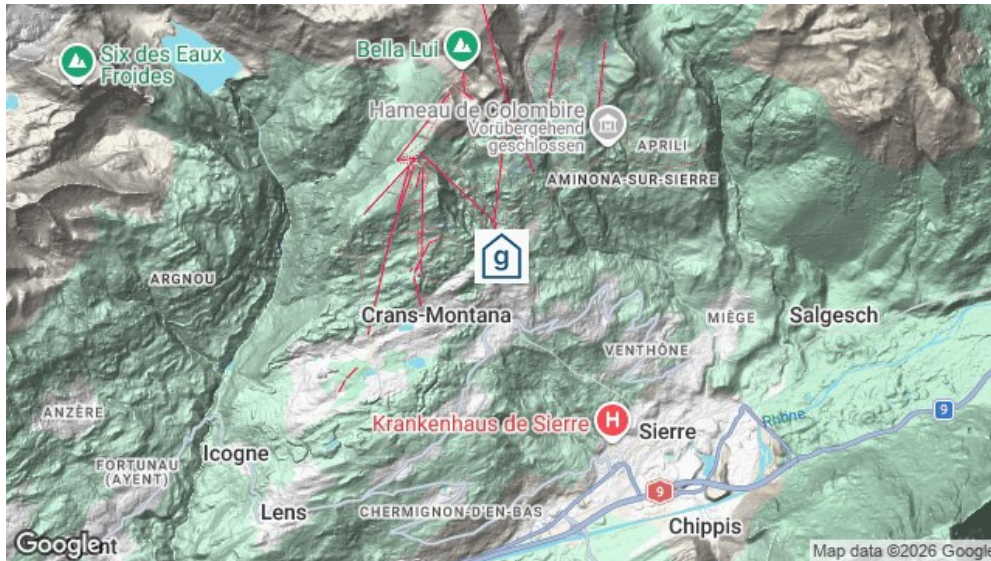 Six des Eaux
Froides
Bella Lui
Hameau de Colombire
Vorübergehend
geschlossen
APRILI
AMINONA-SUR-SIERRE
g
ARGNOU
Crans-Montana
MIÈGE
Salgesch
VENTHÔNE
ANZÈRE
Krankenhaus de Sierre
H
Sierre
Rhône
9
Icogne
FORTUNAU
(AYENT)
9
Lens
CHERMIGNON-D'EN-BAS
Chippis
Google
nt
Map data ©2026 Google